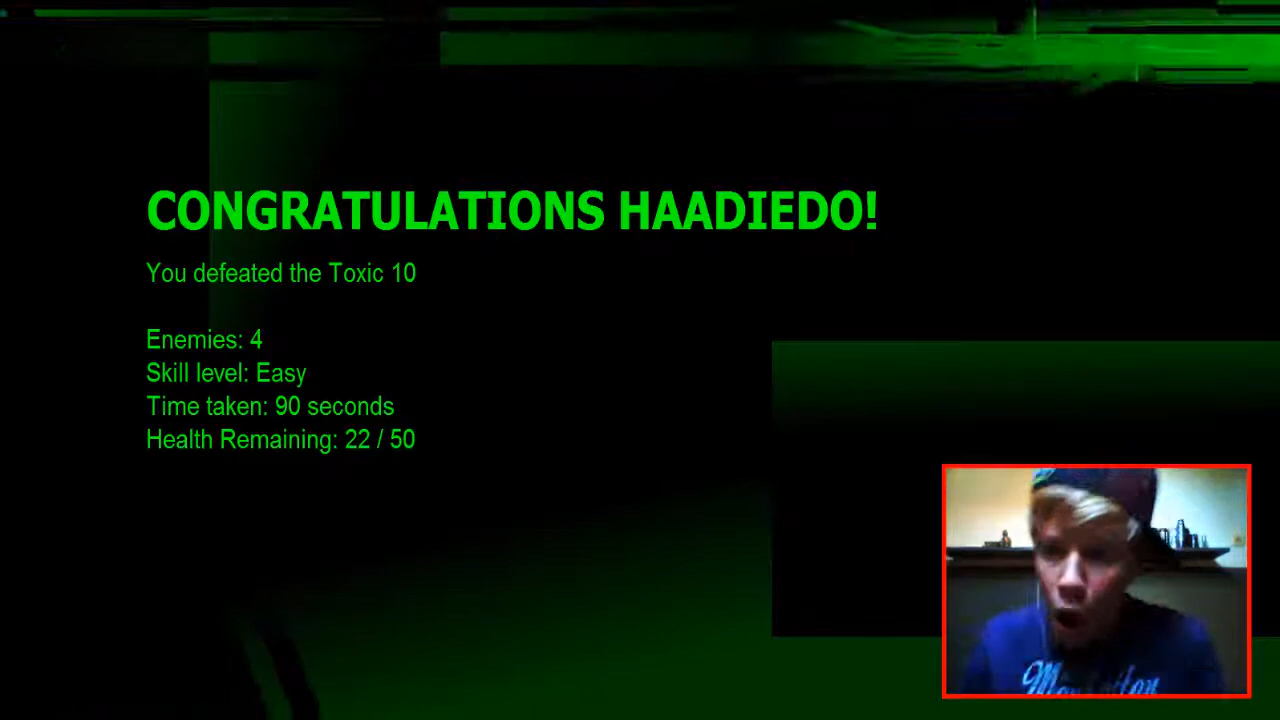 CONGRATULATIONS HAADIEDO!
You defeated the Toxic 10
Enemies: 4
Skill level: Easy
Time taken: 90 seconds
Health Remaining: 22 / 50